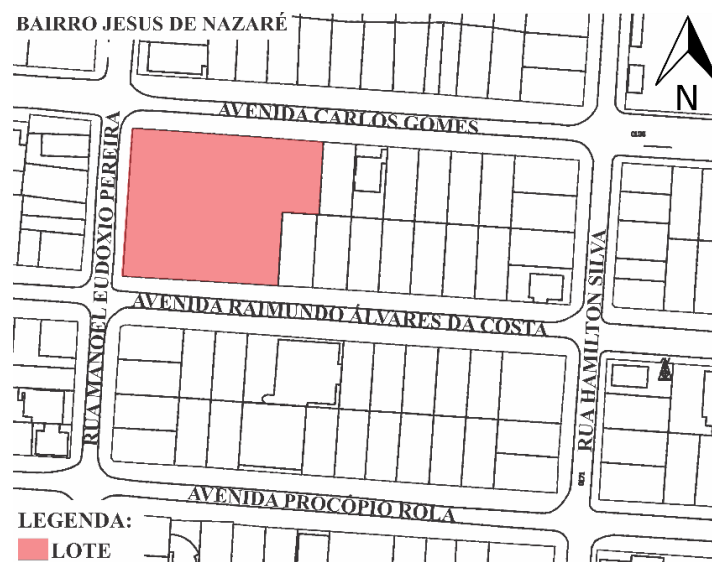 BAIRRO JESUS DE NAZARÉ
N
AVENIDA CARLOS GOMES
RUA MANOEL EUDOXIO PEREIRA
AVENIDA RAIMUNDO ÁLVARES DA COSTA
RUA HAMILTON SILVA
AVENIDA PROCÓPIO ROLA
LEGENDA:
LOTE